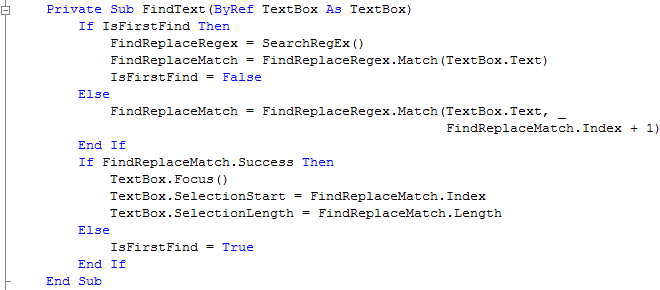 Private Sub FindText(ByRef TextBox As TextBox)
If IsFirstFind Then
FindReplaceRegex = SearchRegEx()
FindReplaceMatch = FindReplaceRegex.Match(TextBox.Text)
IsFirstFind = False
Else
FindReplaceMatch = FindReplaceRegex.Match(TextBox.Text, _
FindReplaceMatch.Index + 1)
End If
If FindReplaceMatch.Success Then
TextBox.Focus()
TextBox.SelectionStart = FindReplaceMatch.Index
TextBox.SelectionLength = FindReplaceMatch.Length
Else
IsFirstFind = True
End If
End Sub